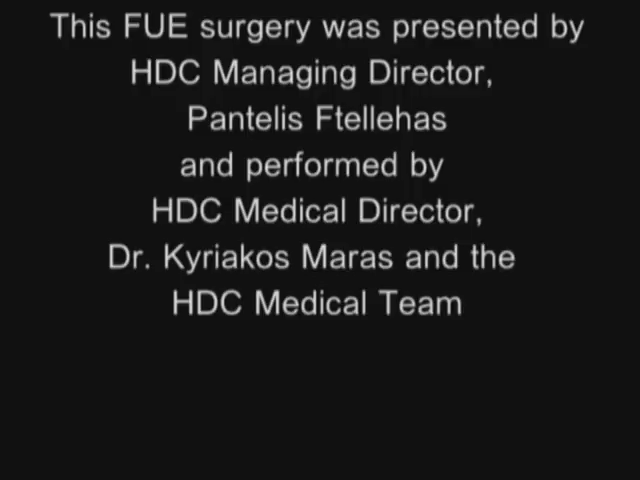 This FUE surgery was presented by
HDC Managing Director,
Pantelis Ftellehas
and performed by
HDC Medical Director,
Dr. Kyriakos Maras and the
HDC Medical Team